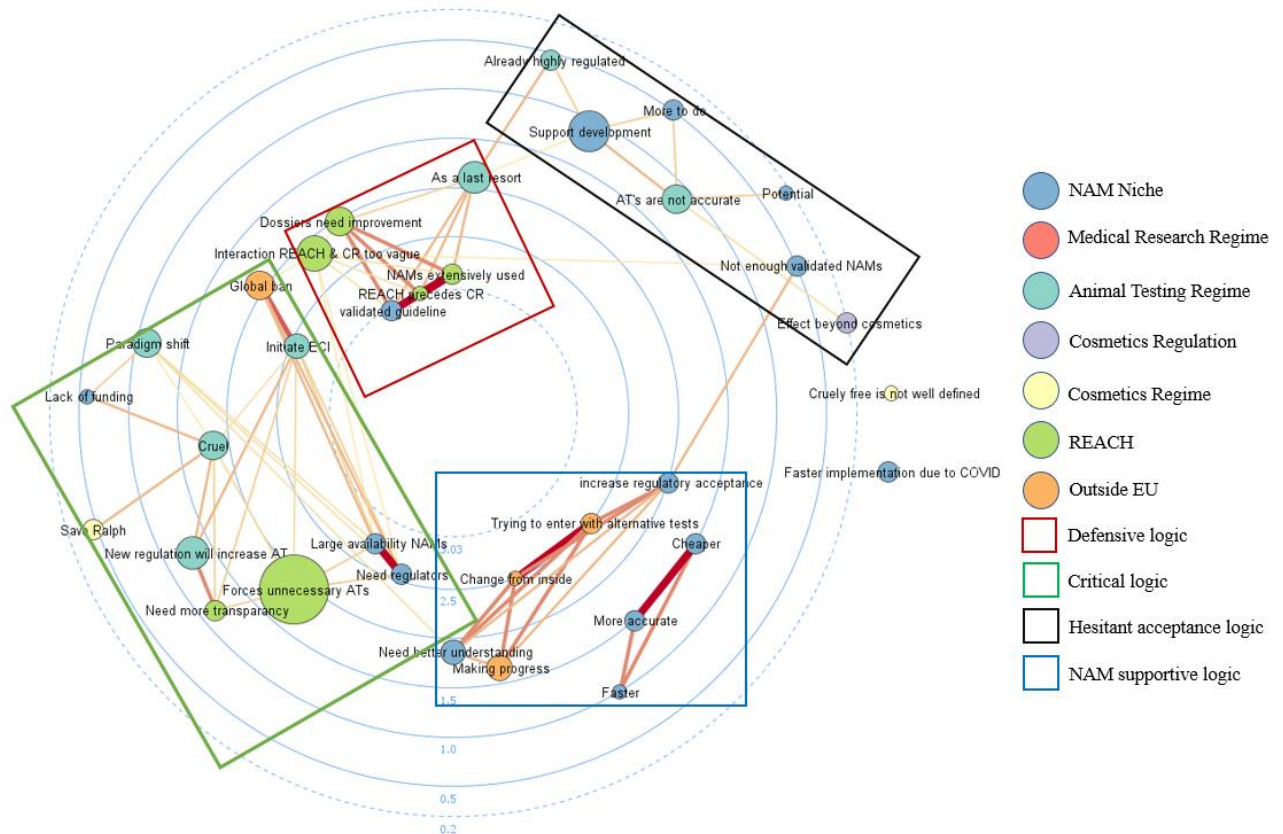 Already highly regulated
More to do
Support development
As a last resort
Potential
AT's are not accurate
Dossiers need improvement
Interaction REACH & CR too vague
Not enough validated NAMs
NAMs extensively used
Global ban
REACH precedes CR
validated guideline
Effect beyond cosmetics
Paradigm shift
Initiate ECI
Lack of funding
Cruely free is not well defined
Cruel
Faster implementation due to COVID
increase regulatory acceptance
Save Ralph
Trying to enter with alternative tests
Large availability NAMs
Cheaper
New regulation will increase AT
3.03
Need regulators
Change from inside
Forces unnecessary ATs
2.5
Need more transparency
More accurate
Need better understanding
Making progress
Faster
1.5
1.0
0.5
0.2
NAM Niche
Medical Research Regime
Animal Testing Regime
Cosmetics Regulation
Cosmetics Regime
REACH
Outside EU
Defensive logic
Critical logic
Hesitant acceptance logic
NAM supportive logic